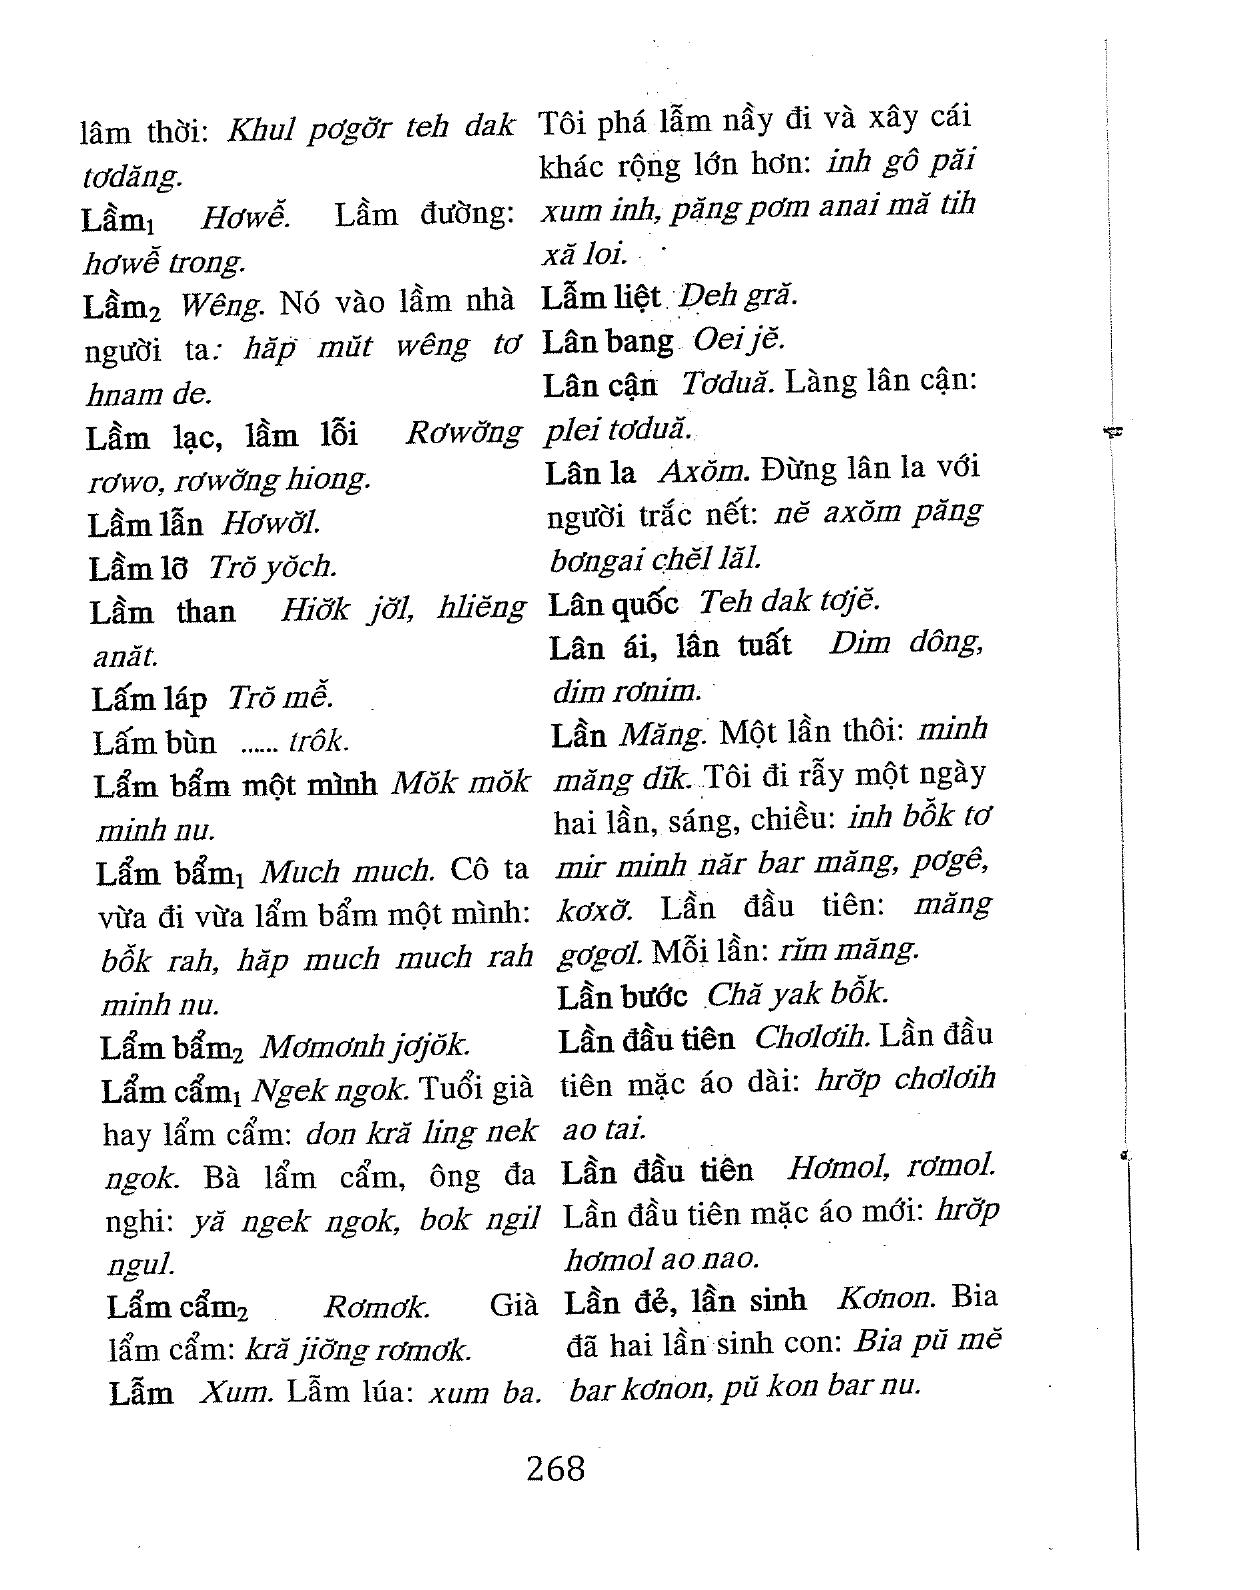 lâm thời: Khul pơgơ̆r teh dak
tơdăng.
Lầm₁ Hơwễ. Lầm đường:
hơwễ trong.
Lầm₂ Wêng. Nó vào lầm nhà
người ta: hăp mŭt wêng tơ
hnam de.
Lầm lạc, lầm lỗi Rơwơ̆ng
rơwo, rơwơ̆ng hiong.
Lầm lẫn Hơwơ̆l.
Lầm lỡ Trŏ yŏch.
Lầm than Hiơ̆k jơ̆l, hliĕng
anăt.
Lấm láp Trŏ mễ.
Lấm bùn ...... trôk.
Lẩm bẩm một mình Mŏk mŏk
minh nu.
Lẩm bẩm₁ Much much. Cô ta
vừa đi vừa lẩm bẩm một mình:
bỗk rah, hăp much much rah
minh nu.
Lẩm bẩm₂ Mơmơnh jơjŏk.
Lẩm cẩm₁ Ngek ngok. Tuổi già
hay lẩm cẩm: don kră ling nek
ngok. Bà lẩm cẩm, ông đa
nghi: yă ngek ngok, bok ngil
ngul.
Lẩm cẩm₂ Rơmơk. Già
lẩm cẩm: kră jiơ̆ng rơmơk.
Lẫm Xum. Lẫm lúa: xum ba.
Tôi phá lẫm nầy đi và xây cái
khác rộng lớn hơn: inh gô păi
xum inh, păng pơm anai mă tih
xă loi.
Lẫm liệt Deh gră.
Lân bang Oei jĕ.
Lân cận Tơduă. Làng lân cận:
plei tơduă.
Lân la Axŏm. Đừng lân la với
người trắc nết: nĕ axŏm păng
bơngai chĕl lăl.
Lân quốc Teh dak tơjĕ.
Lân ái, lân tuất Dim dông,
dim rơnim.
Lần Măng. Một lần thôi: minh
măng dĭk. Tôi đi rẫy một ngày
hai lần, sáng, chiều: inh bỗk tơ
mir minh năr bar măng, pơgê,
kơxơ̆. Lần đầu tiên: măng
gơgơl. Mỗi lần: rĭm măng.
Lần bước Chă yak bỗk.
Lần đầu tiên Chơlơih. Lần đầu
tiên mặc áo dài: hrơ̆p chơlơih
ao tai.
Lần đầu tiên Hơmol, rơmol.
Lần đầu tiên mặc áo mới: hrơ̆p
hơmol ao nao.
Lần đẻ, lần sinh Kơnon. Bia
đã hai lần sinh con: Bia pŭ mĕ
bar kơnon, pŭ kon bar nu.
268